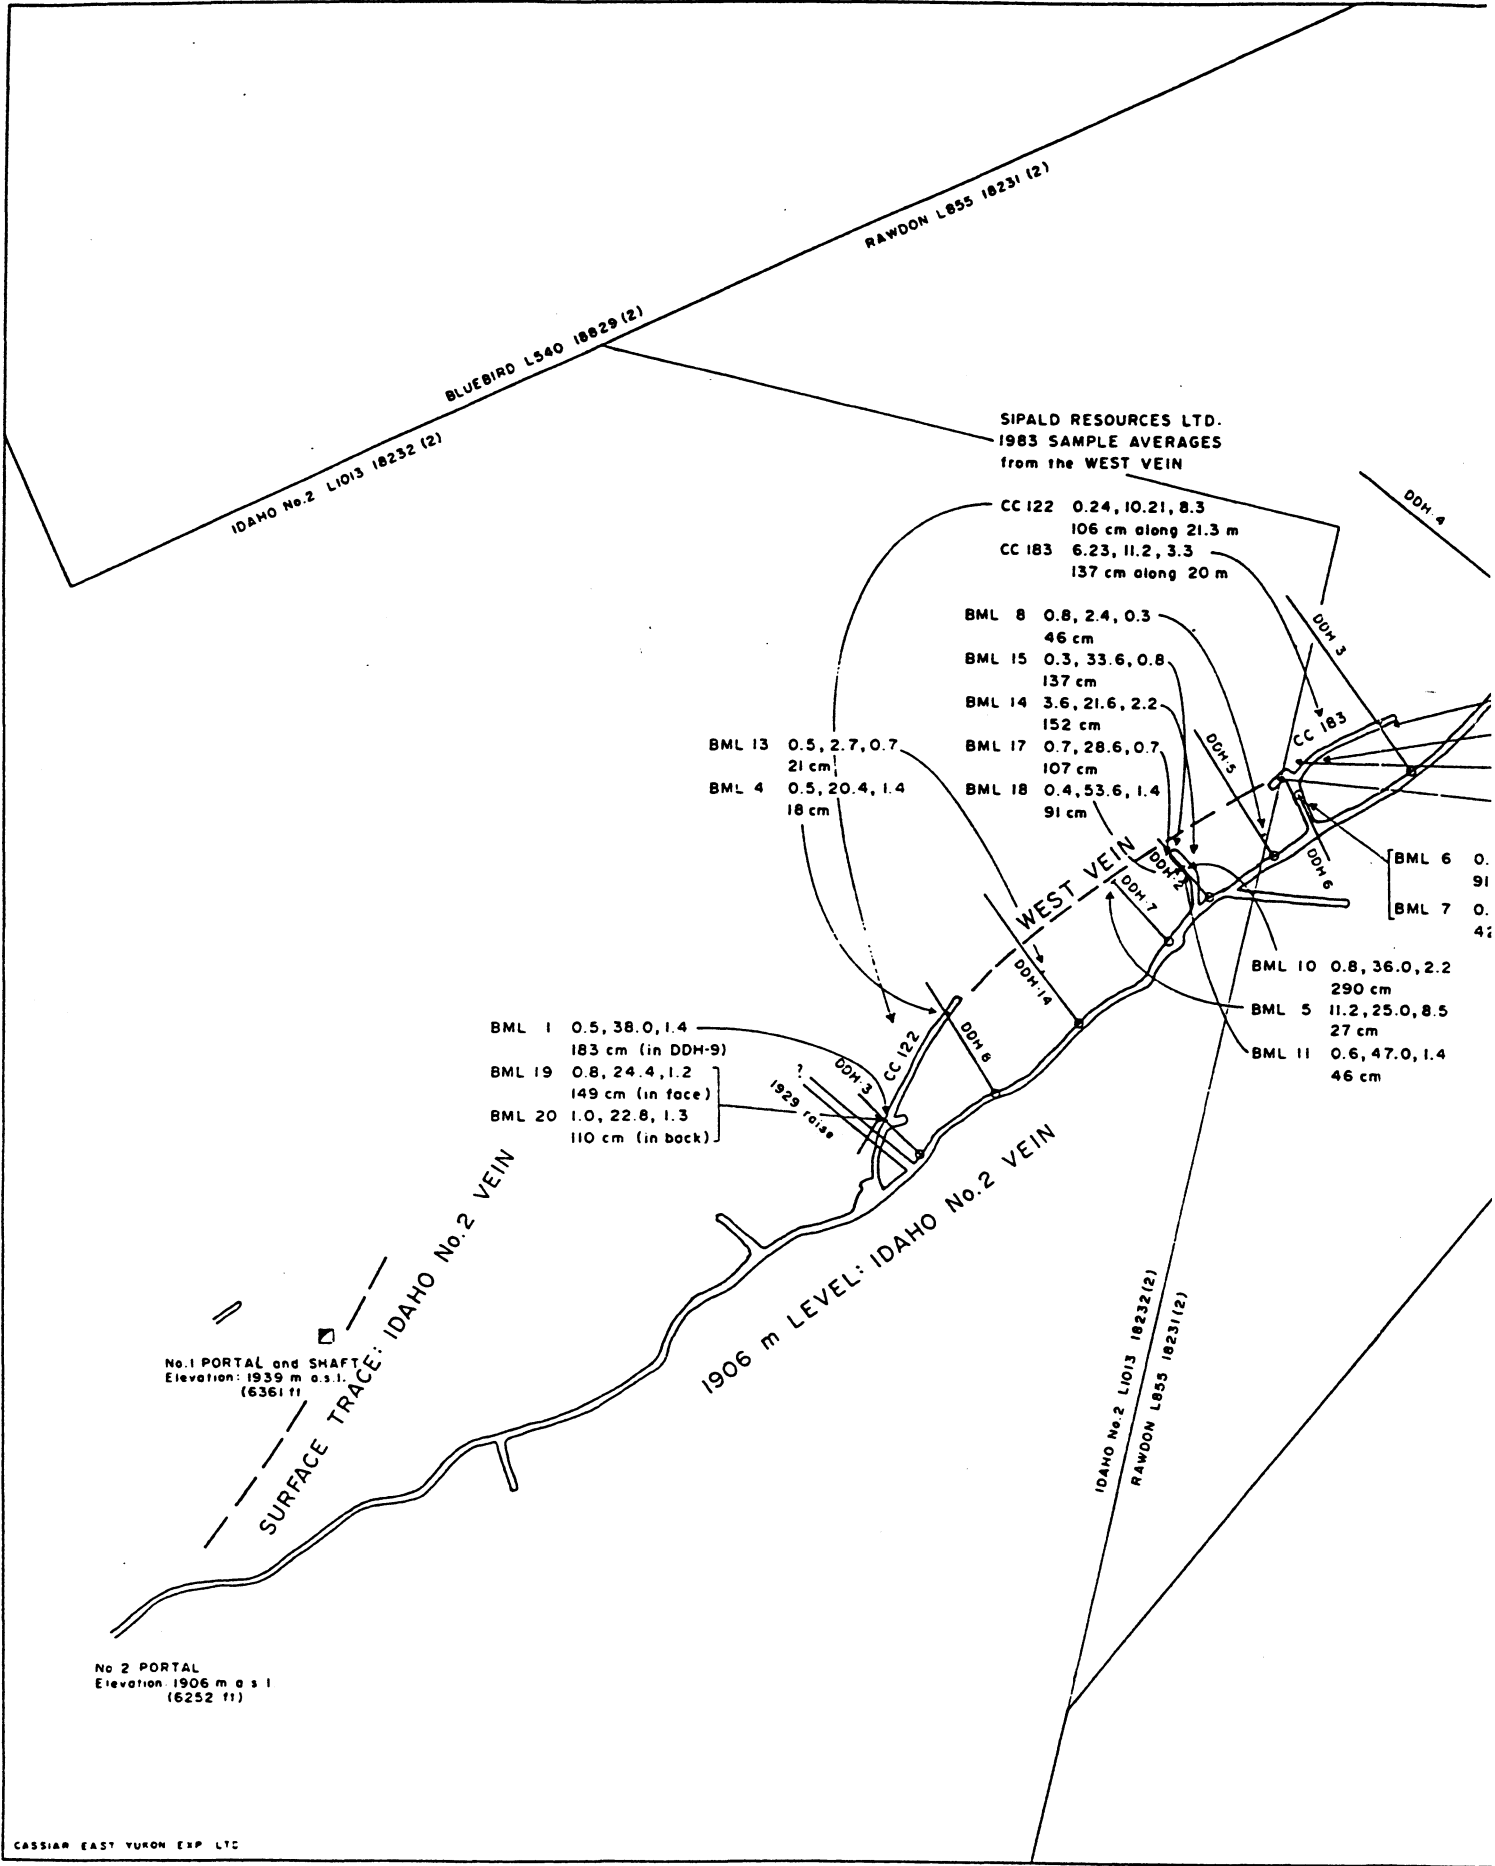 RAWDON L855 18231 (2)
BLUEBIRD L540 18829 (2)
IDAHO No.2 L1013 18232 (2)
SIPALD RESOURCES LTD.
1983 SAMPLE AVERAGES
from the WEST VEIN
CC 122 0.24, 10.21, 8.3
106 cm along 21.3 m
CC 183 6.23, 11.2, 3.3
137 cm along 20 m
DDH-4
BML 8 0.8, 2.4, 0.3
46 cm
BML 15 0.3, 33.6, 0.8
137 cm
BML 14 3.6, 21.6, 2.2
152 cm
BML 17 0.7, 28.6, 0.7
107 cm
BML 18 0.4, 53.6, 1.4
91 cm
DDH 3
CC 183
DDH-5
BML 13 0.5, 2.7, 0.7
21 cm
BML 4 0.5, 20.4, 1.4
18 cm
WEST VEIN
DDH-2
DDH-7
DDH 6
DDH-14
BML 6 0.
91
BML 7 0.
42
BML 10 0.8, 36.0, 2.2
290 cm
BML 5 11.2, 25.0, 8.5
27 cm
BML 11 0.6, 47.0, 1.4
46 cm
BML 1 0.5, 38.0, 1.4
183 cm (in DDH-9)
BML 19 0.8, 24.4, 1.2
149 cm (in face)
BML 20 1.0, 22.8, 1.3
110 cm (in back)
CC 122
DDH 8
DDH-3
?
1929 raise
1906 m LEVEL: IDAHO No.2 VEIN
SURFACE TRACE: IDAHO No.2 VEIN
No.1 PORTAL and SHAFT
Elevation: 1939 m a.s.l.
(6361 ft
IDAHO No.2 L1013 18232(2)
RAWDON L855 18231(2)
No 2 PORTAL
Elevation 1906 m a s l
(6252 ft)
CASSIAR EAST YUKON EXP LTD